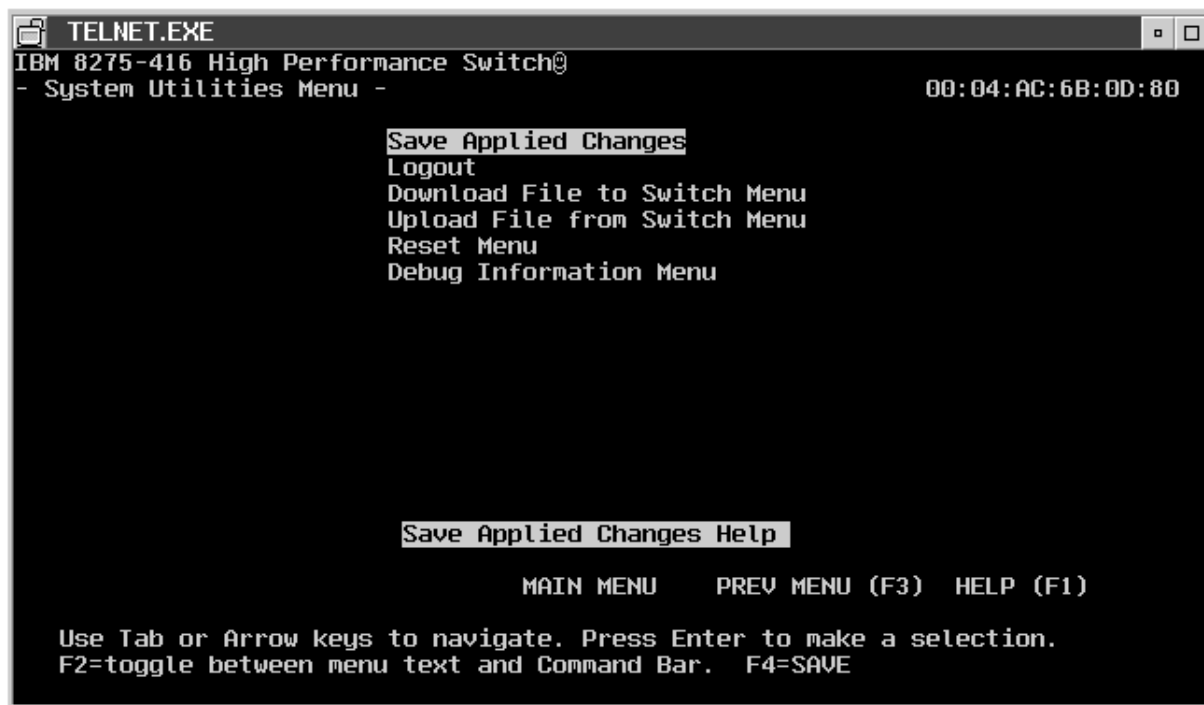 TELNET.EXE
IBM 8275-416 High Performance Switch@
- System Utilities Menu - 00:04:AC:6B:0D:80
Save Applied Changes
Logout
Download File to Switch Menu
Upload File from Switch Menu
Reset Menu
Debug Information Menu
Save Applied Changes Help
MAIN MENU PREV MENU (F3) HELP (F1)
Use Tab or Arrow keys to navigate. Press Enter to make a selection.
F2=toggle between menu text and Command Bar. F4=SAVE